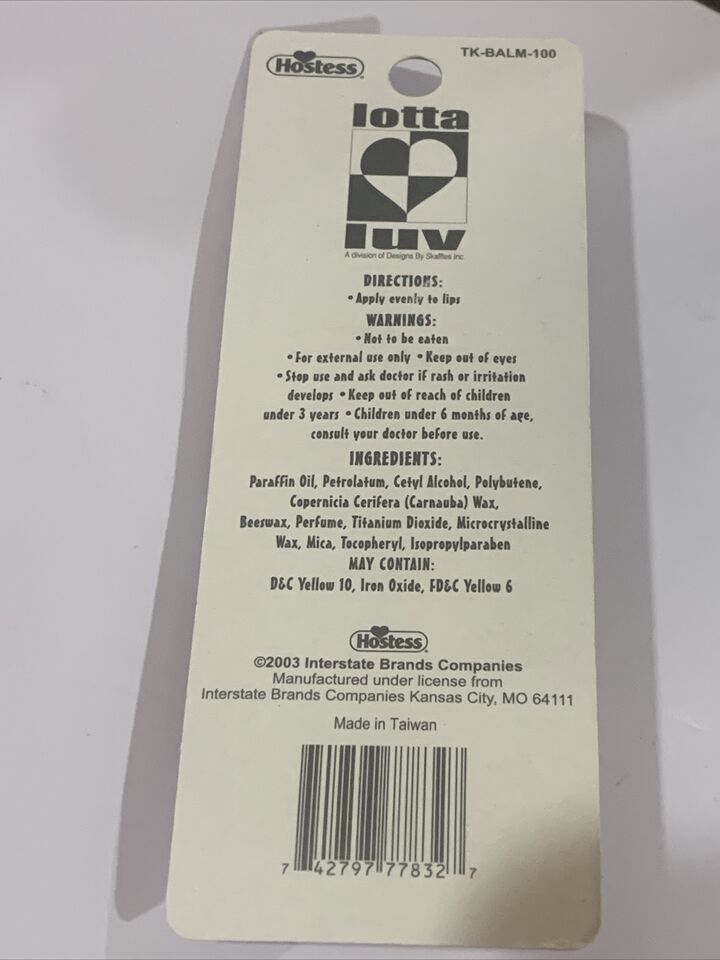 Hostess
TK-BALM-100
lotta
luv
A division of Designs By Skaffles Inc.
DIRECTIONS:
• Apply evenly to lips
WARNINGS:
• Not to be eaten
• For external use only • Keep out of eyes
• Stop use and ask doctor if rash or irritation
develops • Keep out of reach of children
under 3 years • Children under 6 months of age,
consult your doctor before use.
INGREDIENTS:
Paraffin Oil, Petrolatum, Cetyl Alcohol, Polybutene,
Copernicia Cerifera (Carnauba) Wax,
Beeswax, Perfume, Titanium Dioxide, Microcrystalline
Wax, Mica, Tocopheryl, Isopropylparaben
MAY CONTAIN:
D&C Yellow 10, Iron Oxide, FD&C Yellow 6
Hostess
©2003 Interstate Brands Companies
Manufactured under license from
Interstate Brands Companies Kansas City, MO 64111
Made in Taiwan
7 42797 77832 7